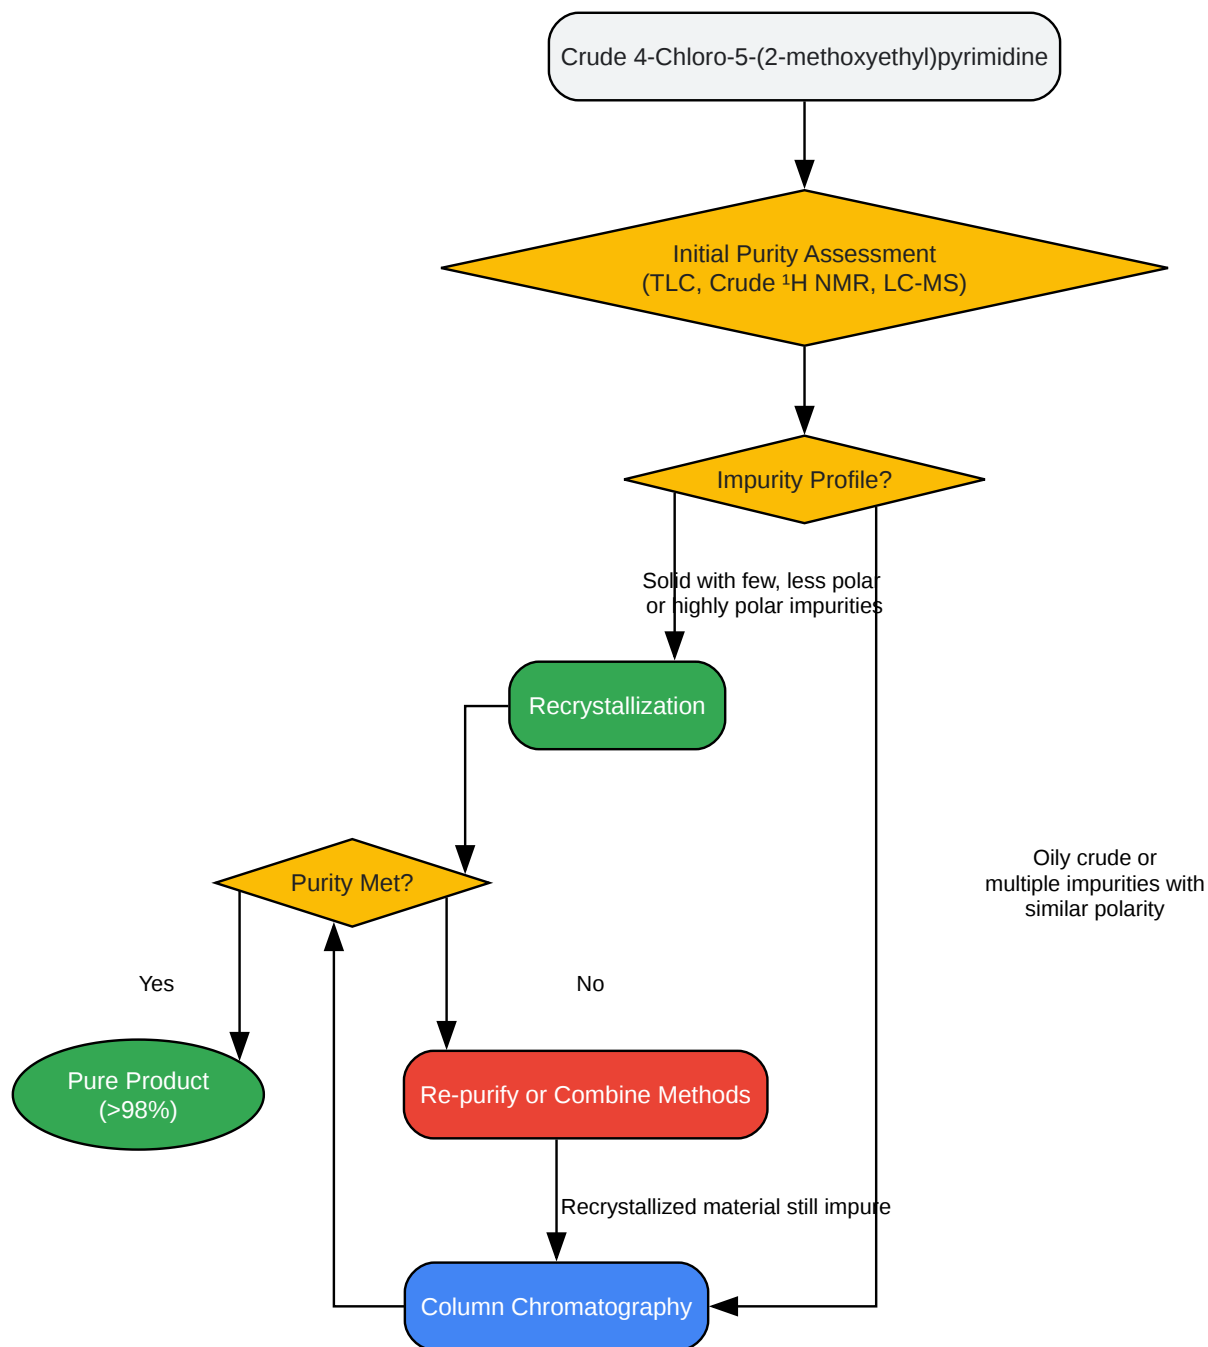 Crude 4-Chloro-5-(2-methoxyethyl)pyrimidine
Initial Purity Assessment
(TLC, Crude ¹H NMR, LC-MS)
Impurity Profile?
Solid with few, less polar
or highly polar impurities
Recrystallization
Oily crude or
multiple impurities with
similar polarity
Purity Met?
Yes
No
Pure Product
(>98%)
Re-purify or Combine Methods
Recrystallized material still impure
Column Chromatography